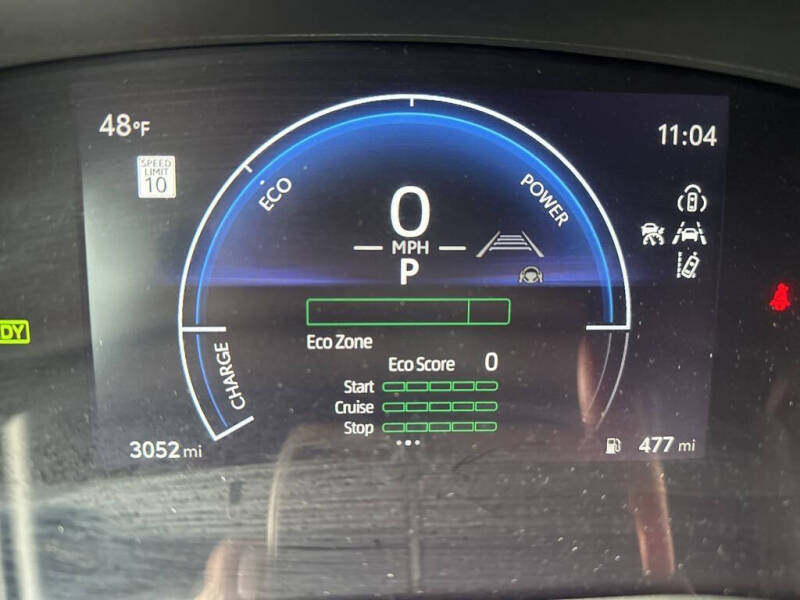 48°F
11:04
SPEED
LIMIT
10
ECO
POWER
0
MPH
P
DY
Eco Zone
CHARGE
Eco Score 0
Start
Cruise
Stop
3052 mi
477 mi